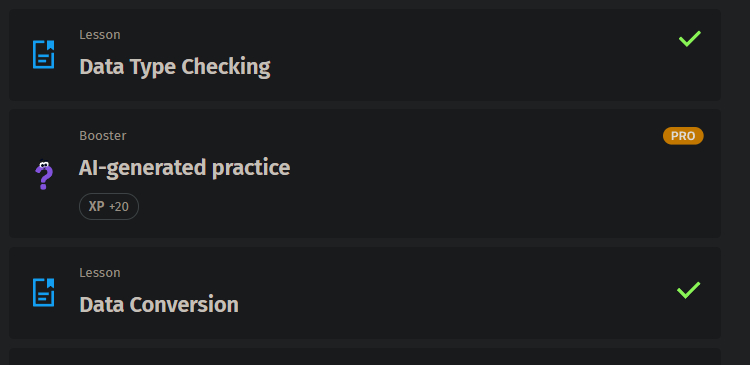 Lesson
Data Type Checking
Booster
PRO
AI-generated practice
XP +20
Lesson
Data Conversion